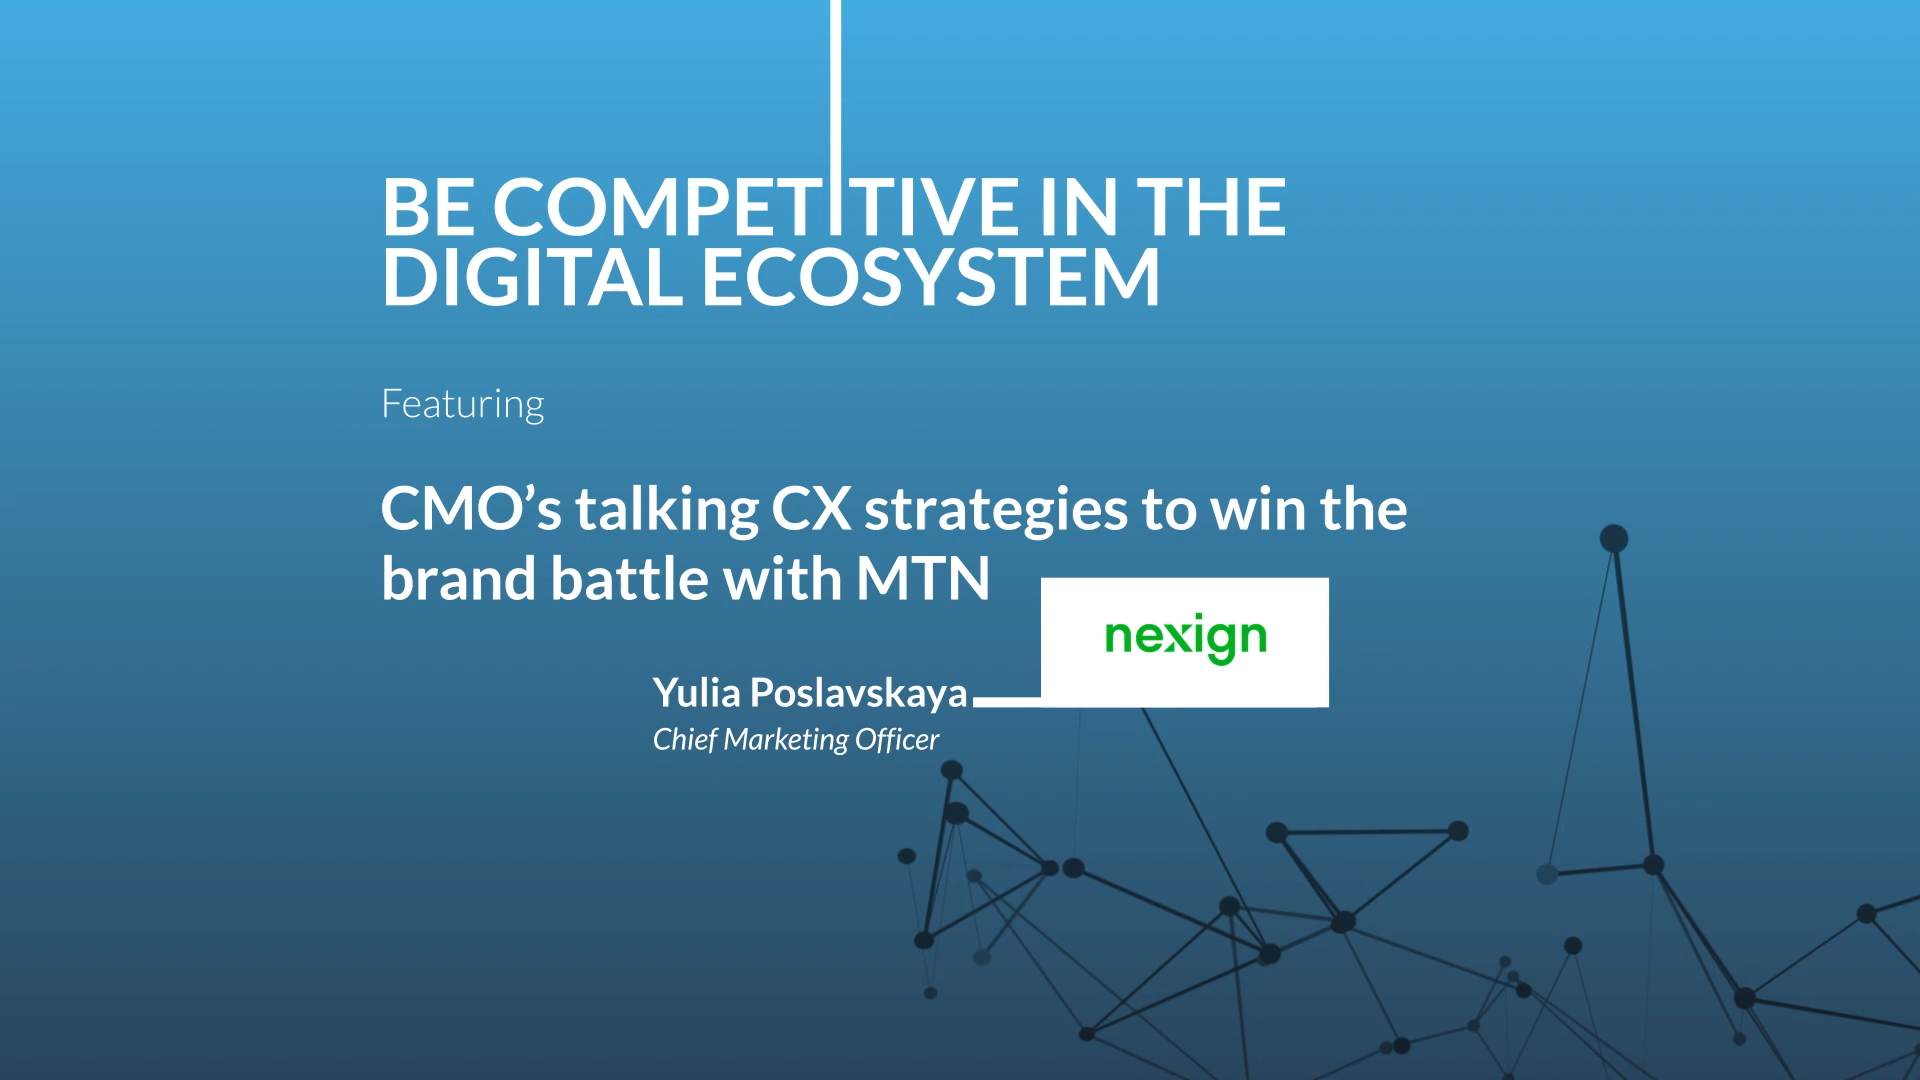 BE COMPETITIVE IN THE
DIGITAL ECOSYSTEM
Featuring
CMO’s talking CX strategies to win the
brand battle with MTN
nexign
Yulia Poslavskaya
Chief Marketing Officer